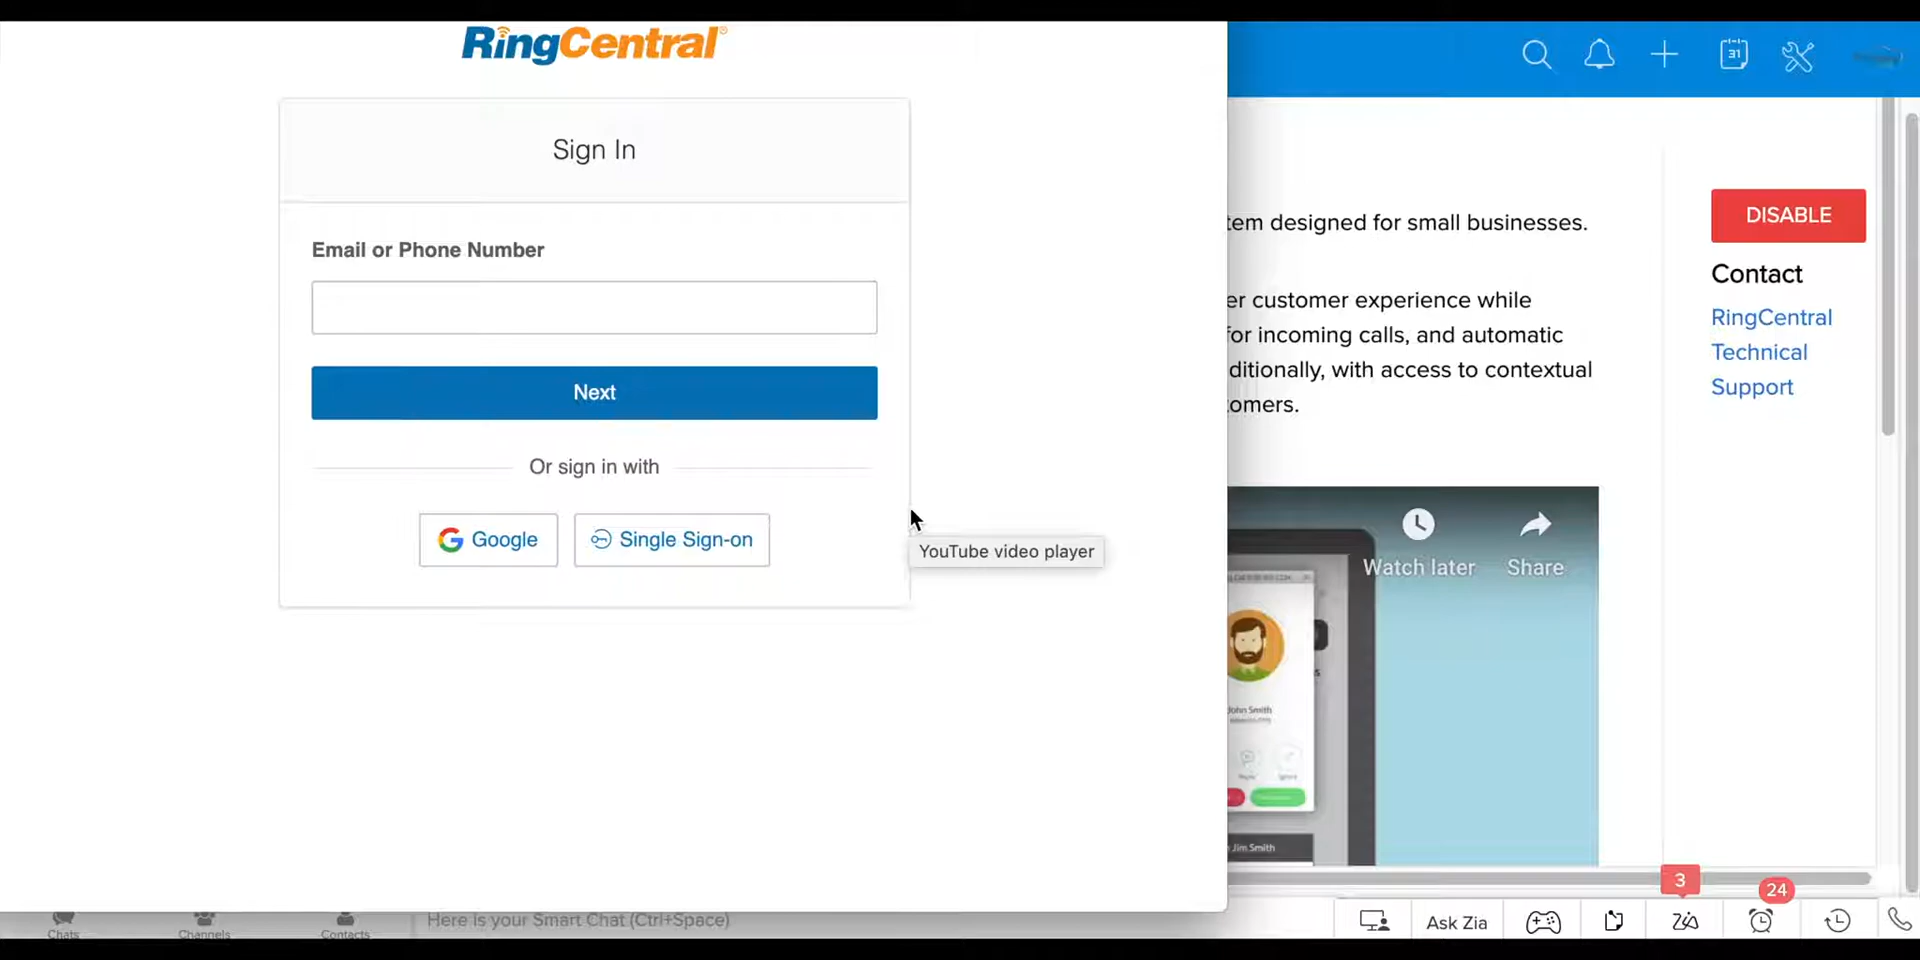 RingCentral
Sign In
Email or Phone Number
Next
Or sign in with
Google
Single Sign-on
YouTube video player
31
tem designed for small businesses.
er customer experience while
for incoming calls, and automatic
ditionally, with access to contextual
omers.
DISABLE
Contact
RingCentral
Technical
Support
Watch later
Share
John Smith
Jim Smith
3
24
Chats
Channels
Contacts
Here is your Smart Chat (Ctrl+Space)
Ask Zia